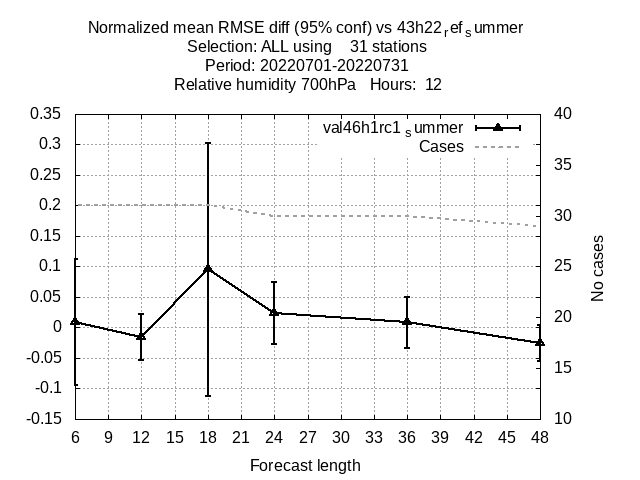 Normalized mean RMSE diff (95% conf) vs 43h22refsummer
Selection: ALL using 31 stations
Period: 20220701-20220731
Relative humidity 700hPa Hours: 12
val46h1rc1summer
Cases
0.35
0.3
0.25
0.2
0.15
0.1
0.05
0
-0.05
-0.1
-0.15
40
35
30
25
20
15
10
No cases
6 9 12 15 18 21 24 27 30 33 36 39 42 45 48
Forecast length